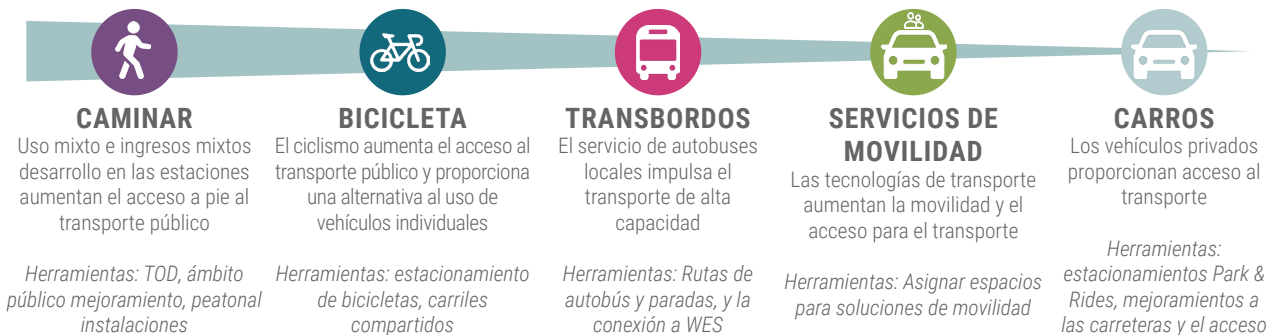 CAMINAR
Uso mixto e ingresos mixtos
desarrollo en las estaciones
aumentan el acceso a pie al
transporte público
Herramientas: TOD, ámbito
público mejoramiento, peatonal
instalaciones
BICICLETA
El ciclismo aumenta el acceso al
transporte público y proporciona
una alternativa al uso de
vehículos individuales
Herramientas: estacionamiento
de bicicletas, carriles
compartidos
TRANSBORDOS
El servicio de autobuses
locales impulsa el
transporte de alta
capacidad
Herramientas: Rutas de
autobús y paradas, y la
conexión a WES
SERVICIOS DE
MOVILIDAD
Las tecnologías de transporte
aumentan la movilidad y el
acceso para el transporte
Herramientas: Asignar espacios
para soluciones de movilidad
CARROS
Los vehículos privados
proporcionan acceso al
transporte
Herramientas:
estacionamientos Park &
Rides, mejoramientos a
las carreteras y el acceso